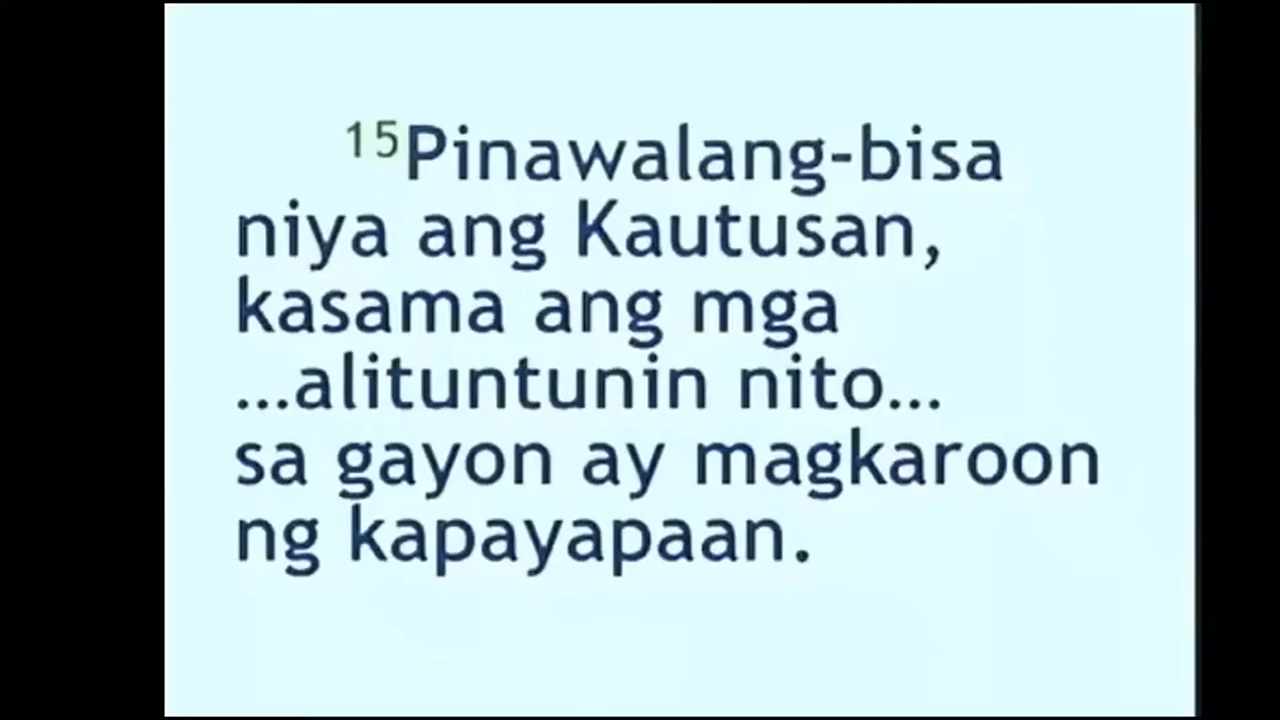 15Pinawalang-bisa
niya ang Kautusan,
kasama ang mga
...alituntunin nito...
sa gayon ay magkaroon
ng kapayapaan.